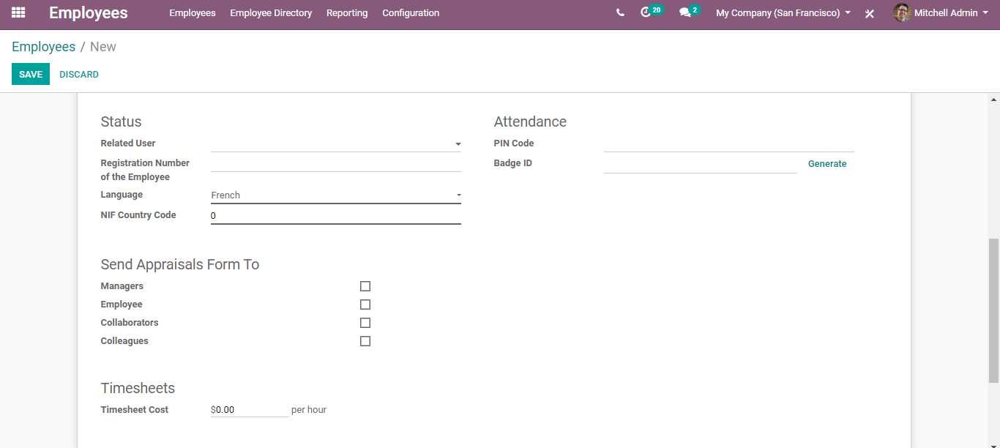 Employees Employees Employee Directory Reporting Configuration 20 2 My Company (San Francisco) Mitchell Admin
Employees / New
SAVE DISCARD
Status Attendance
Related User PIN Code
Registration Number of the Employee Badge ID Generate
Language French
NIF Country Code 0
Send Appraisals Form To
Managers
Employee
Collaborators
Colleagues
Timesheets
Timesheet Cost $0.00 per hour